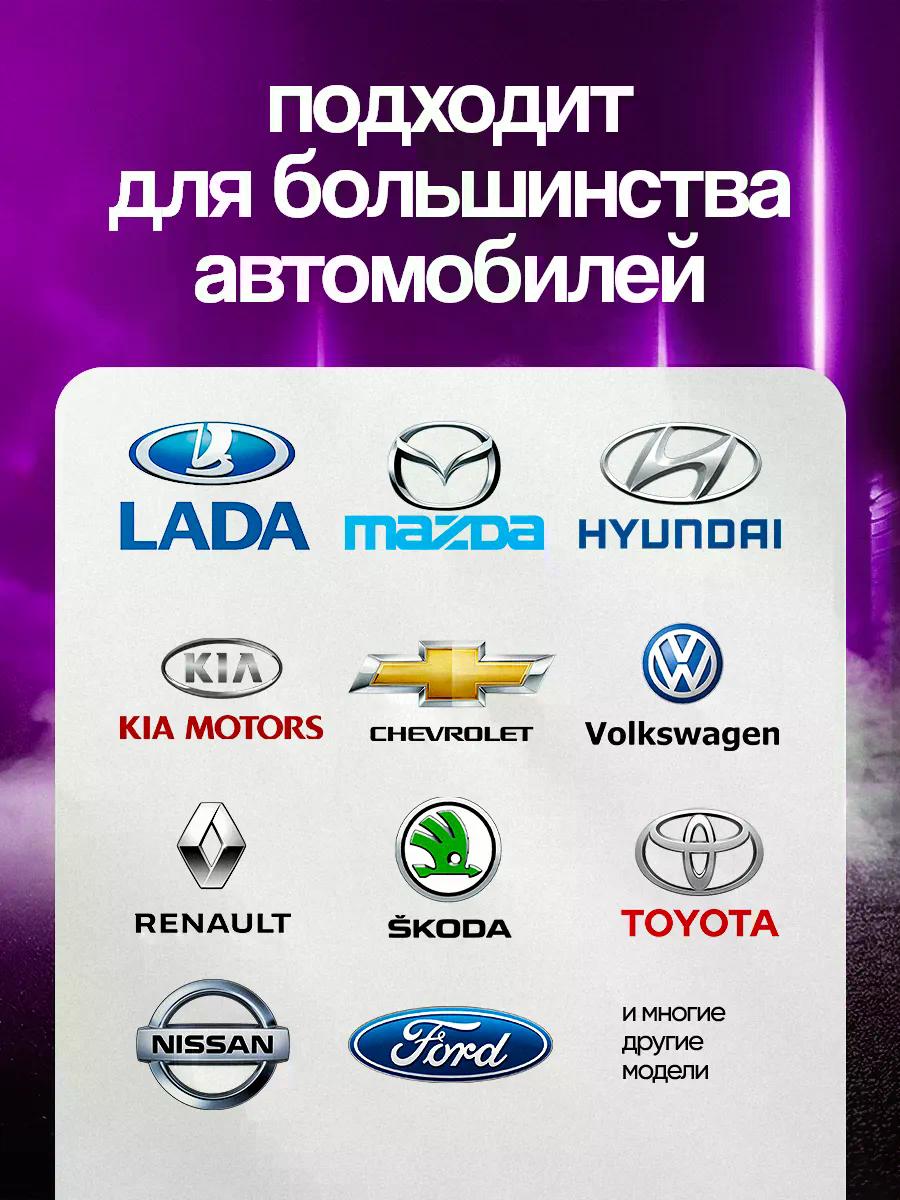 подходит
для большинства
автомобилей
LADA
mazda
HYUNDAI
KIA
KIA MOTORS
CHEVROLET
Volkswagen
RENAULT
ŠKODA
TOYOTA
NISSAN
Ford
и многие
другие
модели